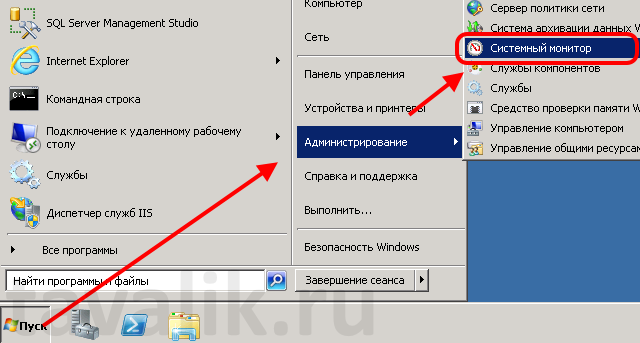 SQL Server Management Studio
Internet Explorer
Командная строка
Подключение к удаленному рабочему
столу
Службы
Диспетчер служб IIS
Все программы
Найти программы и файлы
Компьютер
Сеть
Панель управления
Устройства и принтеры
Администрирование
Справка и поддержка
Выполнить...
Безопасность Windows
Завершение сеанса
Сервер политики сети
Система архивации данных W
Системный монитор
Службы компонентов
Службы
Средство проверки памяти W
Управление компьютером
Управление общими ресурсам
Пуск
tavalik.ru